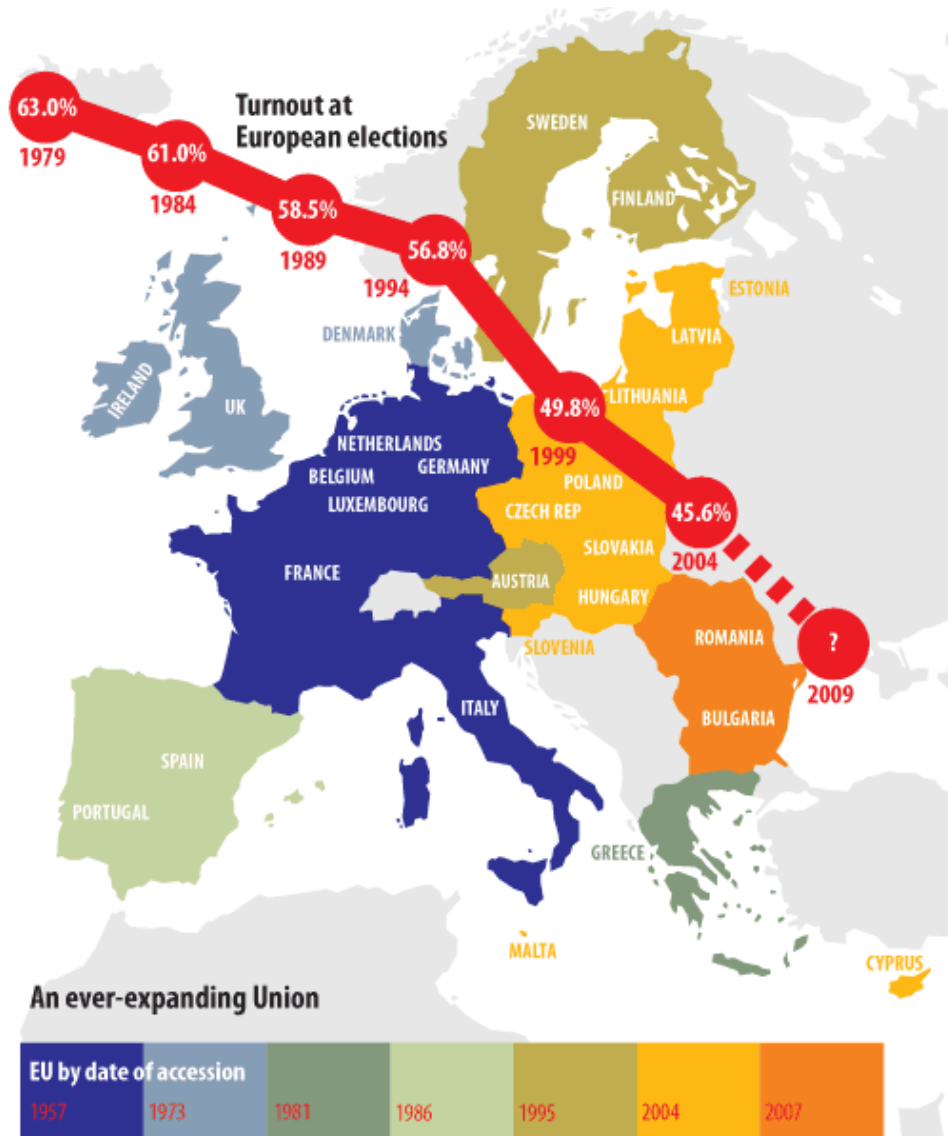 63.0%
1979
Turnout at
European elections
61.0%
1984
58.5%
1989
56.8%
1994
SWEDEN
FINLAND
ESTONIA
LATVIA
LITHUANIA
DENMARK
IRELAND
UK
49.8%
1999
NETHERLANDS
GERMANY
BELGIUM
LUXEMBOURG
POLAND
CZECH REP
45.6%
2004
SLOVAKIA
FRANCE
AUSTRIA
HUNGARY
SLOVENIA
ROMANIA
?
2009
BULGARIA
ITALY
SPAIN
PORTUGAL
GREECE
MALTA
CYPRUS
An ever-expanding Union
EU by date of accession
1957 1973 1981 1986 1995 2004 2007